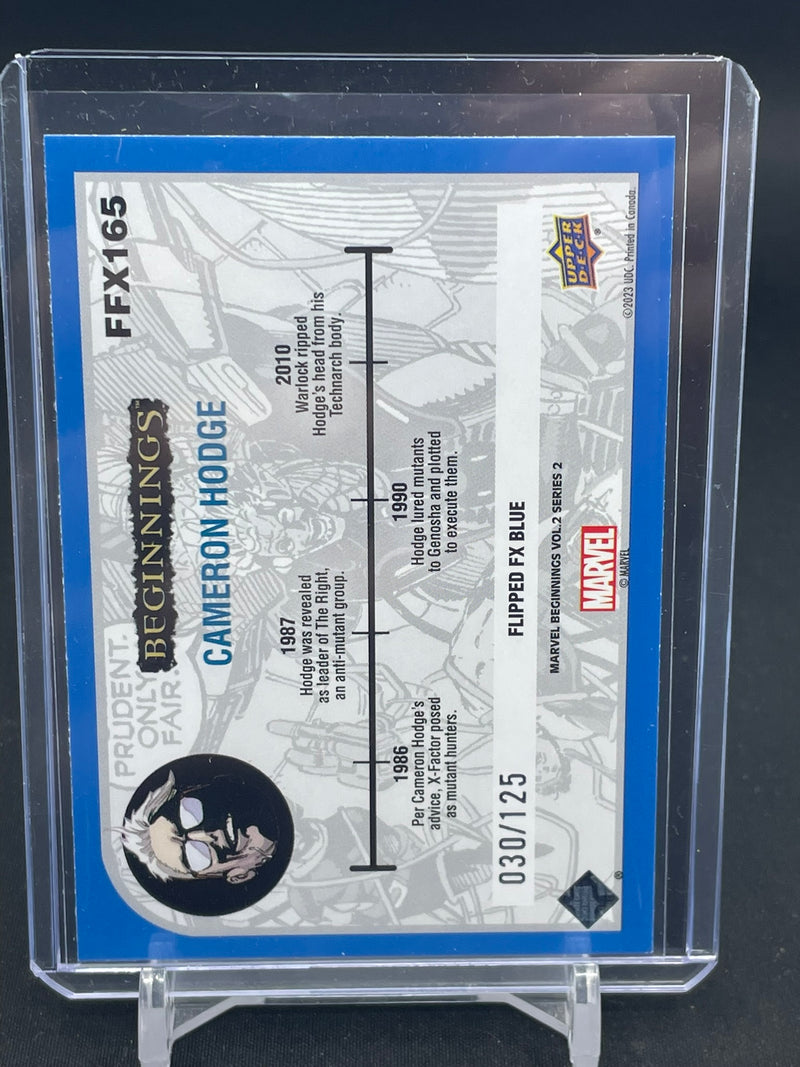 FFX165
BEGINNINGS™
CAMERON HODGE
PRUDENT.
ONLY
FAIR.
1986
Per Cameron Hodge's
advice, X-Factor posed
as mutant hunters.
1987
Hodge was revealed
as leader of The Right,
an anti-mutant group.
1990
Hodge lured mutants
to Genosha and plotted
to execute them.
2010
Warlock ripped
Hodge's head from his
Technarch body.
030/125
FLIPPED FX BLUE
MARVEL BEGINNINGS VOL.2 SERIES 2
®
MARVEL
© MARVEL
UPPER
D·E·C·K
®
©2023 UDC. Printed in Canada.